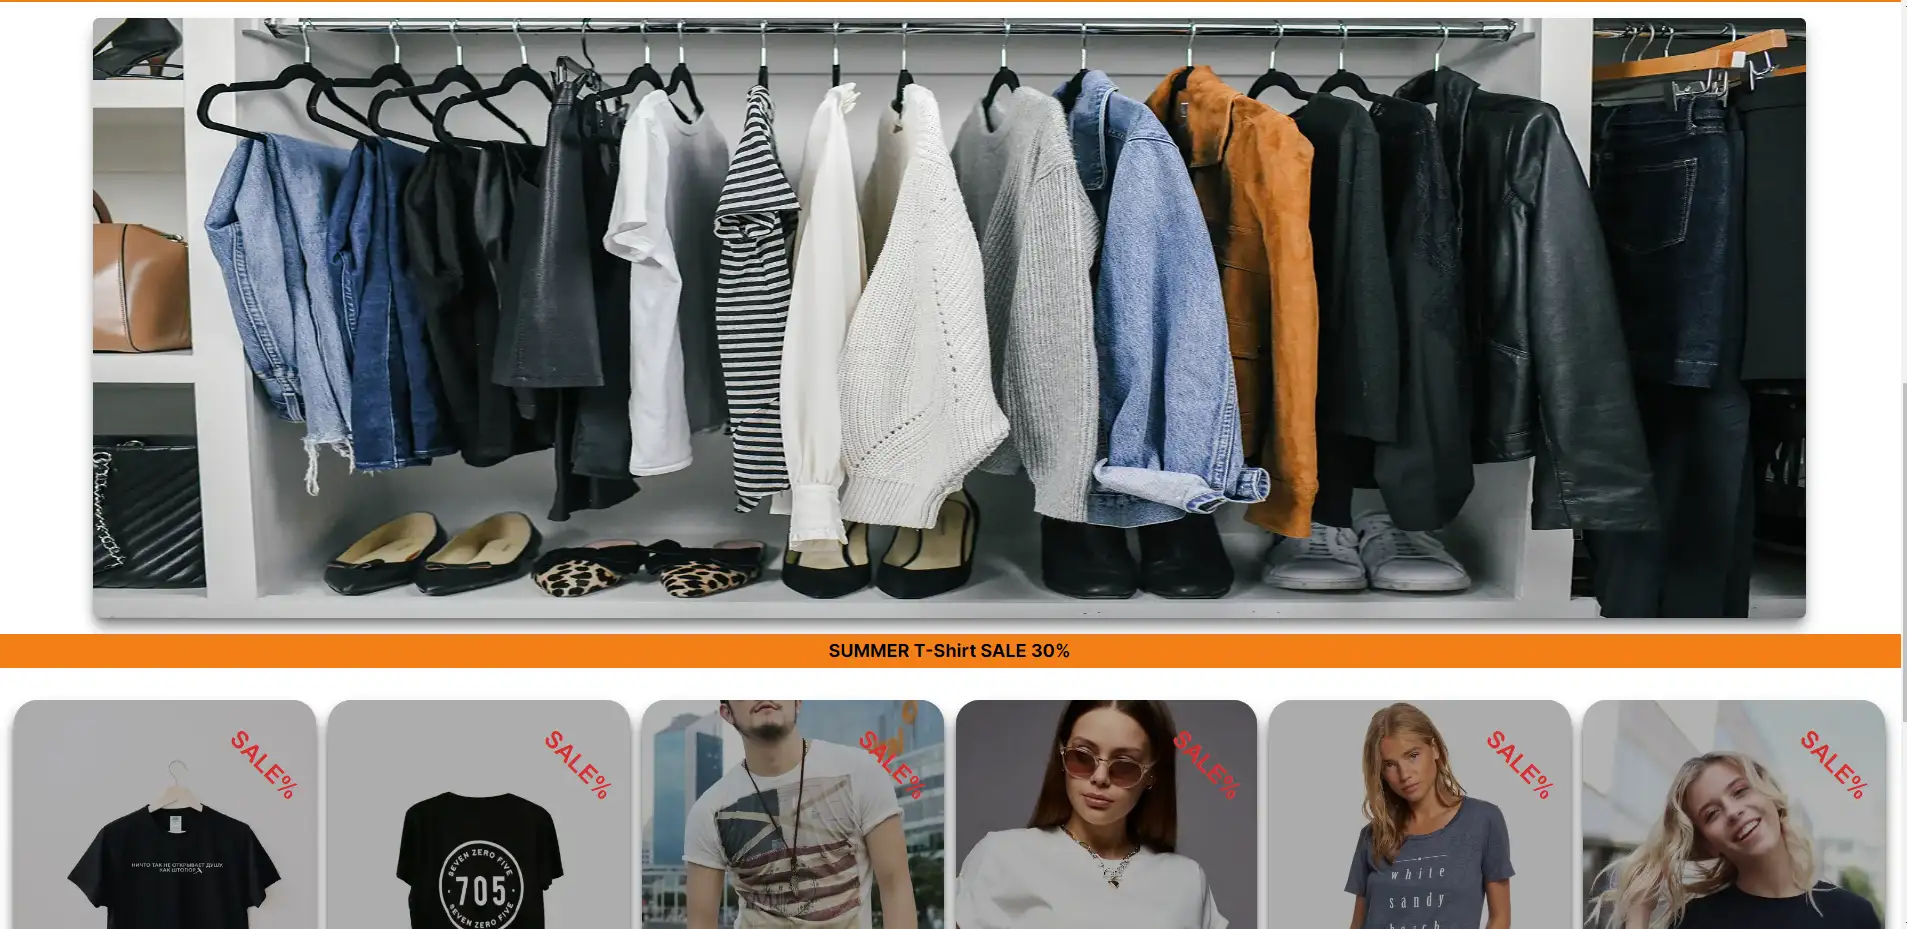 SUMMER T-Shirt SALE 30%
SALE%
SALE%
SALE%
SALE%
SALE%
SALE%
НИЧТО ТАК НЕ ОТКРЫВАЕТ ДУШУ,
КАК ШТОПОР
SEVEN ZERO FIVE
705
SEVEN ZERO FIVE
white
sandy
beach